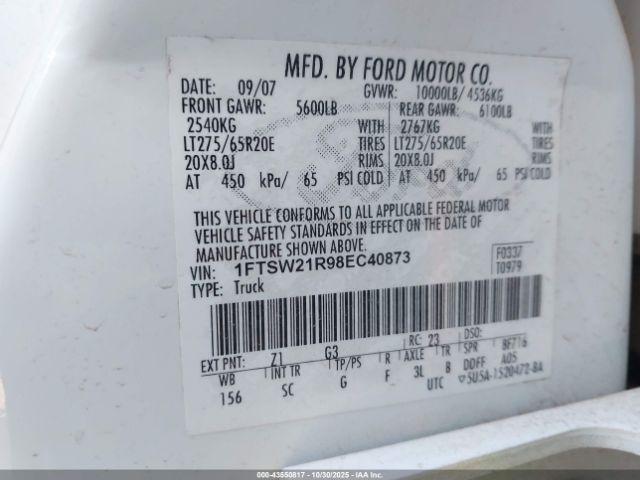 MFD. BY FORD MOTOR CO.
DATE: 09/07 GVWR: 10000LB/ 4536KG
FRONT GAWR: 5600LB REAR GAWR: 6100LB
2540KG WITH 2767KG WITH
LT275/65R20E TIRES LT275/65R20E TIRES
20X8.0J RIMS 20X8.0J RIMS
AT 450 kPa/ 65 PSI COLD AT 450 kPa/ 65 PSI COLD
THIS VEHICLE CONFORMS TO ALL APPLICABLE FEDERAL MOTOR
VEHICLE SAFETY STANDARDS IN EFFECT ON THE DATE OF
MANUFACTURE SHOWN ABOVE.
VIN: 1FTSW21R98EC40873 F0337
TYPE: Truck T0979
EXT PNT: Z1 G3 RC: 23 DSO:
WB INT TR TP/PS R AXLE TR SPR 8F716
156 SC G F 3L B DDFF A05
UTC ▽5U5A-1520472-BA
000-43550817 - 10/30/2025 - IAAI.COM